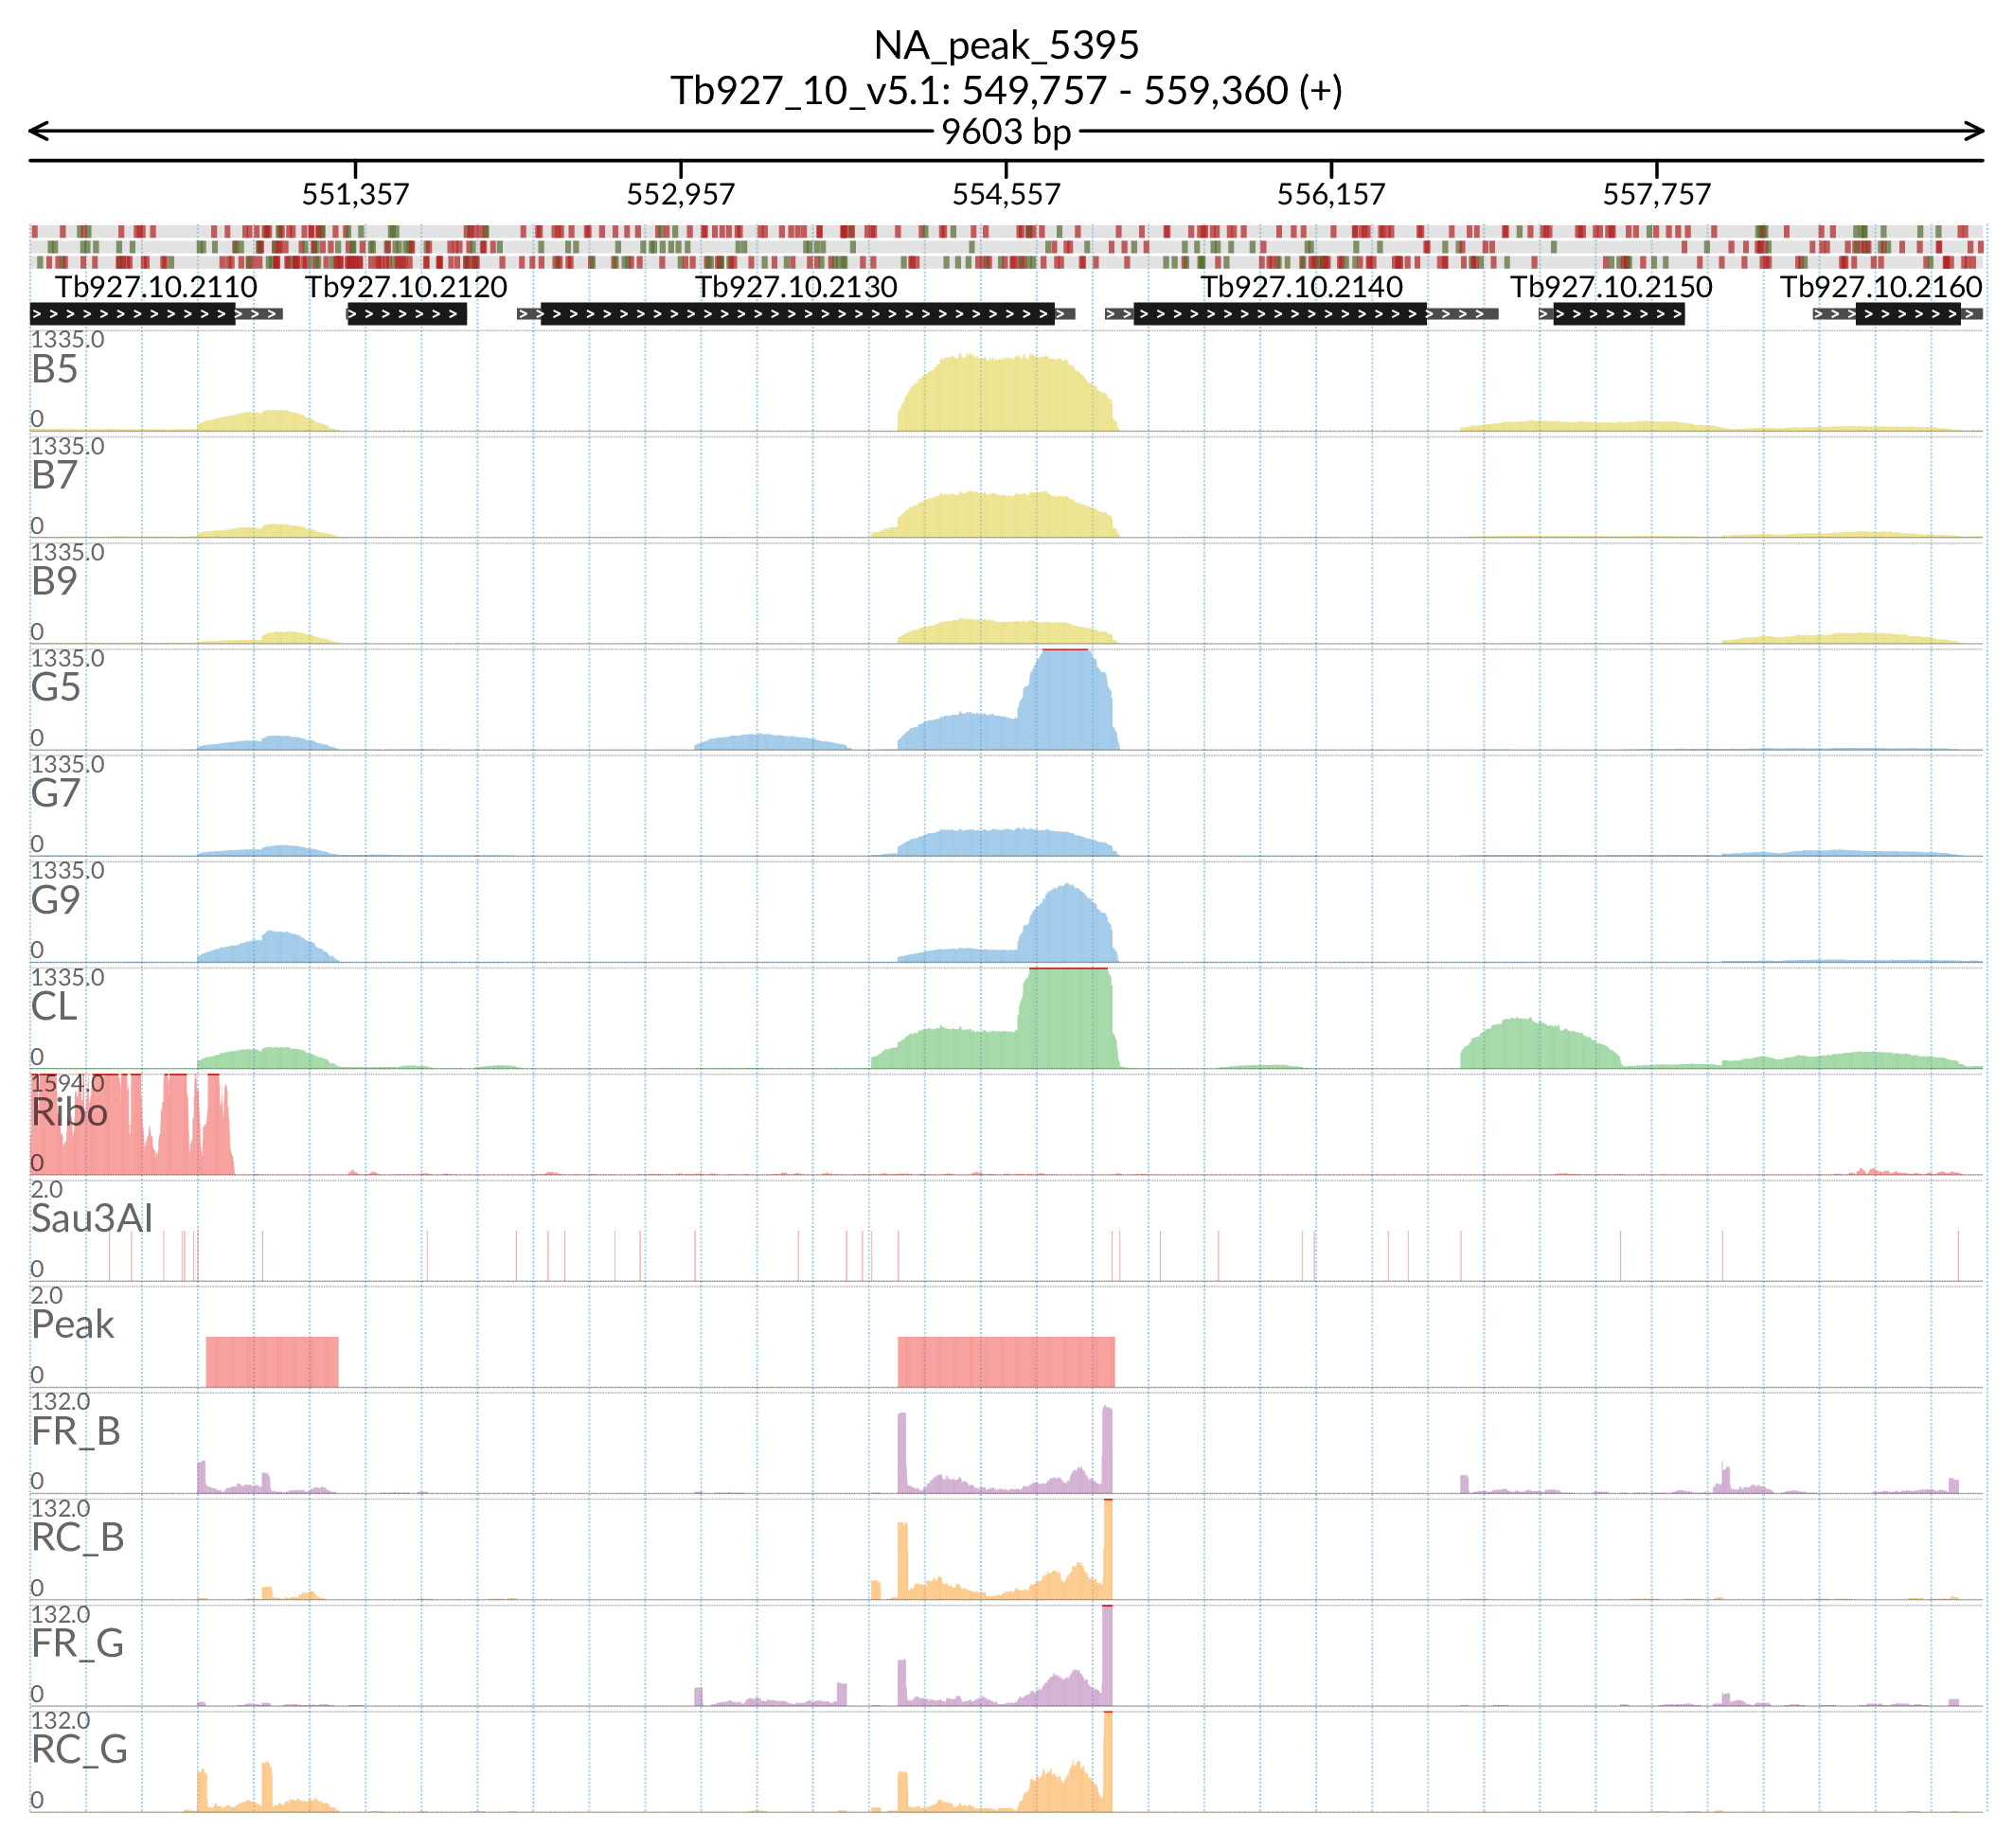 NA_peak_5395
Tb927_10_v5.1: 549,757 - 559,360 (+)
9603 bp
551,357 552,957 554,557 556,157 557,757
Tb927.10.2110 Tb927.10.2120 Tb927.10.2130 Tb927.10.2140 Tb927.10.2150 Tb927.10.2160
1335.0
B5
0
1335.0
B7
0
1335.0
B9
0
1335.0
G5
0
1335.0
G7
0
1335.0
G9
0
1335.0
CL
0
1594.0
Ribo
0
2.0
Sau3AI
0
2.0
Peak
0
132.0
FR_B
0
132.0
RC_B
0
132.0
FR_G
0
132.0
RC_G
0